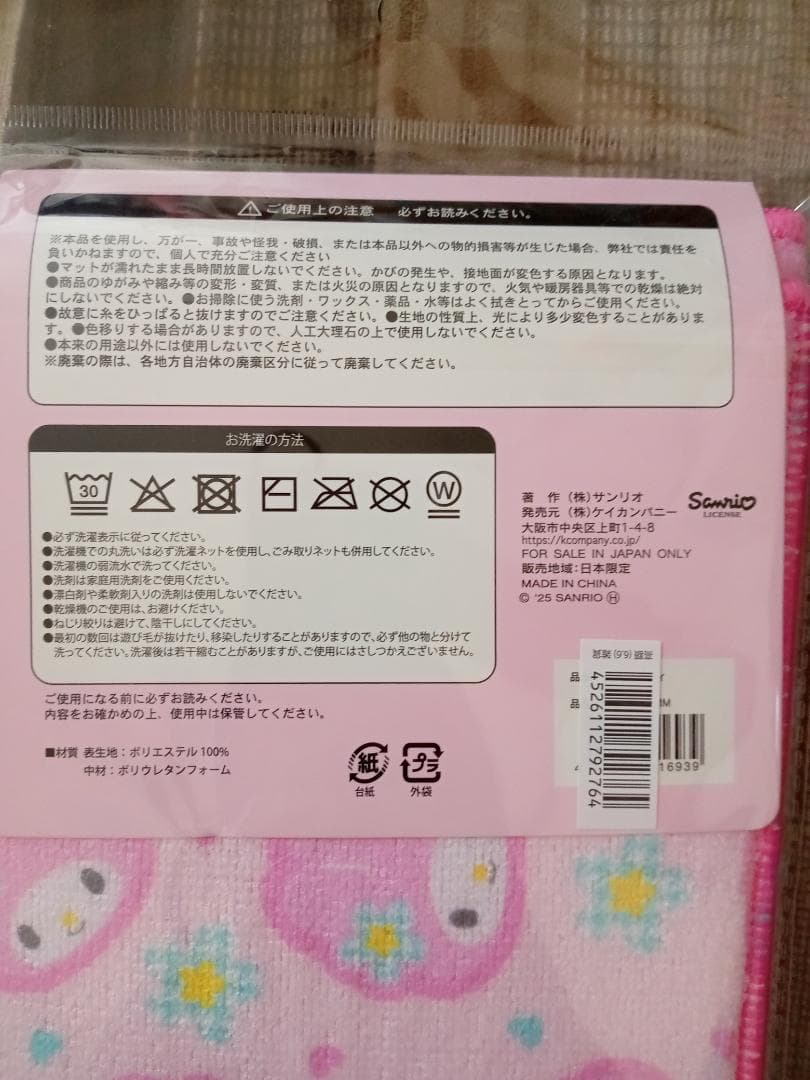 ご使用上の注意 必ずお読みください。
※本品を使用し、万が一、事故や怪我・破損、または本品以外への物的損害等が生じた場合、弊社では責任を
負いかねますので、個人で充分ご注意ください
●マットが濡れたまま長時間放置しないでください。かびの発生や、接地面が変色する原因となります。
●商品のゆがみや縮み等の変形・変質、または火災の原因となりますので、火気や暖房器具等での乾燥は絶対
にしないでください。●お掃除に使う洗剤・ワックス・薬品・水等はよく拭きとってからご使用ください。
●故意に糸をひっぱると抜けますのでご注意ください。●生地の性質上、光により多少変色することがありま
す。●色移りする場合がありますので、人工大理石の上で使用しないでください。
●本来の用途以外には使用しないでください。
※廃棄の際は、各地方自治体の廃棄区分に従って廃棄してください。
お洗濯の方法
30
W
●必ず洗濯表示に従ってください。
●洗濯機での丸洗いは必ず洗濯ネットを使用し、ごみ取りネットも併用してください。
●洗濯機の弱流水で洗ってください。
●洗剤は家庭用洗剤をご使用ください。
●漂白剤や柔軟剤入りの洗剤は使用しないでください。
●乾燥機のご使用は、お避けください。
●ねじり絞りは避けて、陰干しにしてください。
●最初の数回は遊び毛が抜けたり、移染したりすることがありますので、必ず他の物と分けて
洗ってください。洗濯後は若干縮むことがありますが、ご使用にはさしつかえございません。
著 作 (株)サンリオ
発売元 (株)ケイカンパニー
大阪市中央区上町1-4-8
https://kcompany.co.jp/
FOR SALE IN JAPAN ONLY
販売地域:日本限定
MADE IN CHINA
© '25 SANRIO Ⓗ
Sanrio
LICENSE
ご使用になる前に必ずお読みください。
内容をお確かめの上、使用中は保管してください。
■材質 表生地：ポリエステル100%
中材：ポリウレタンフォーム
紙
台紙
プラ
外袋
(6.6) 雑貨
4526112792764
品
品
16939